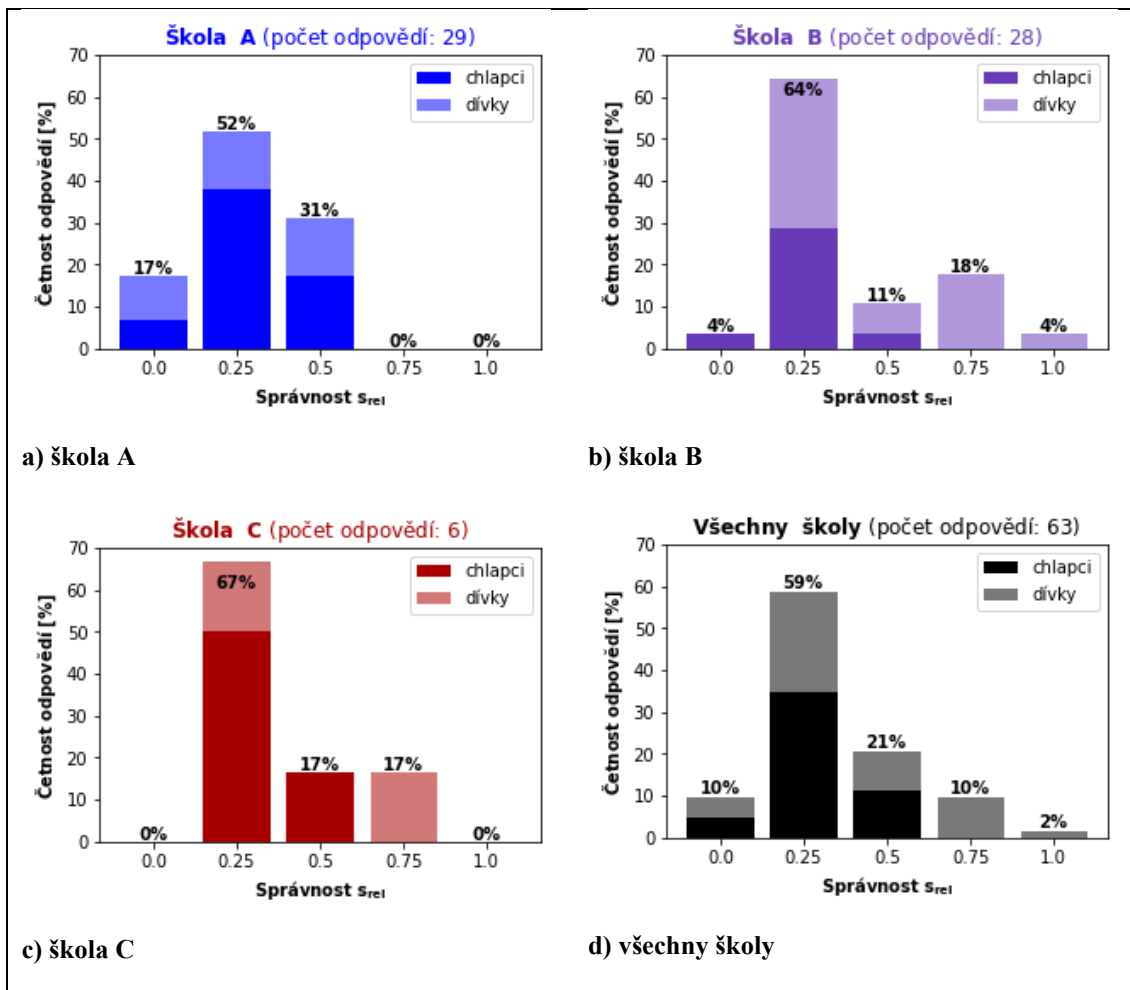 Škola A (počet odpovědí: 29)
Četnost odpovědí [%]
70
60
50
40
30
20
10
0
chlapci
dívky
17%
52%
31%
0%
0%
0.0 0.25 0.5 0.75 1.0
Správnost s_rel
a) škola A
Škola B (počet odpovědí: 28)
Četnost odpovědí [%]
70
60
50
40
30
20
10
0
chlapci
dívky
4%
64%
11%
18%
4%
0.0 0.25 0.5 0.75 1.0
Správnost s_rel
b) škola B
Škola C (počet odpovědí: 6)
Četnost odpovědí [%]
70
60
50
40
30
20
10
0
chlapci
dívky
0%
67%
17%
17%
0%
0.0 0.25 0.5 0.75 1.0
Správnost s_rel
c) škola C
Všechny školy (počet odpovědí: 63)
Četnost odpovědí [%]
70
60
50
40
30
20
10
0
chlapci
dívky
10%
59%
21%
10%
2%
0.0 0.25 0.5 0.75 1.0
Správnost s_rel
d) všechny školy